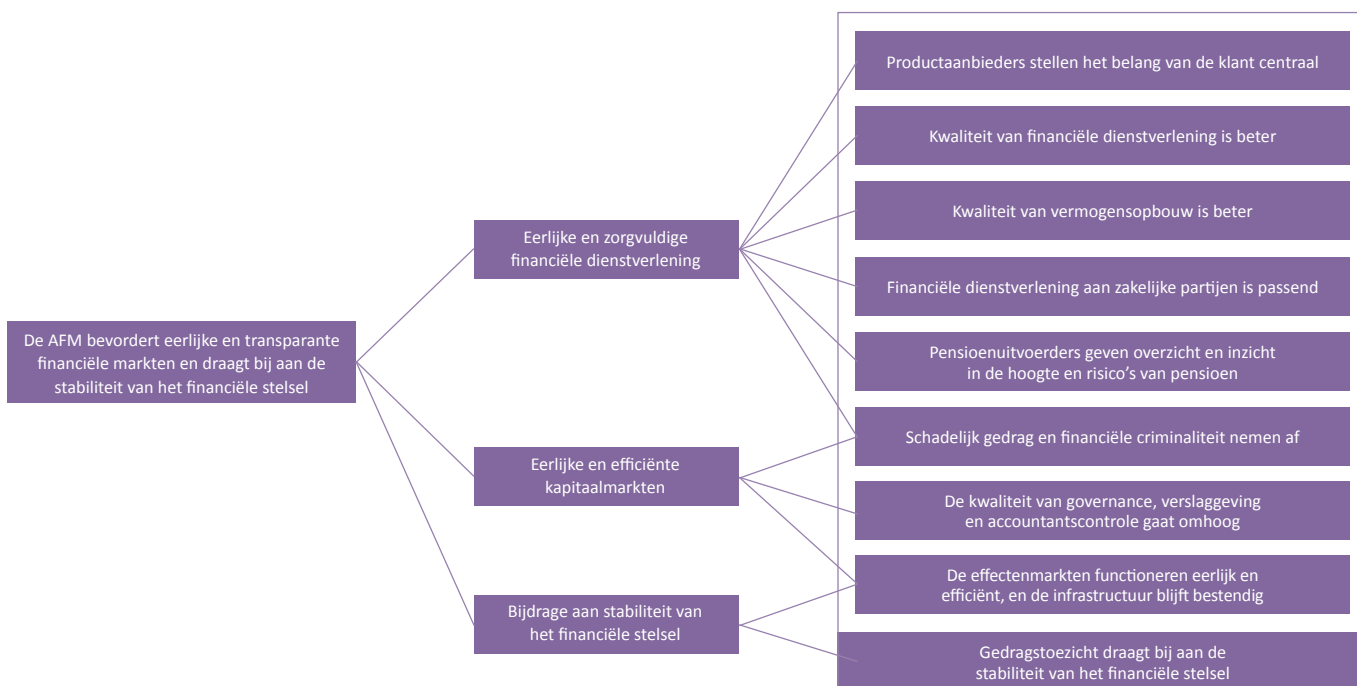 De AFM bevordert eerlijke en transparante
financiële markten en draagt bij aan de
stabiliteit van het financiële stelsel
Eerlijke en zorgvuldige
financiële dienstverlening
Eerlijke en efficiënte
kapitaalmarkten
Bijdrage aan stabiliteit van
het financiële stelsel
Productaanbieders stellen het belang van de klant centraal
Kwaliteit van financiële dienstverlening is beter
Kwaliteit van vermogensopbouw is beter
Financiële dienstverlening aan zakelijke partijen is passend
Pensioenuitvoerders geven overzicht en inzicht
in de hoogte en risico's van pensioen
Schadelijk gedrag en financiële criminaliteit nemen af
De kwaliteit van governance, verslaggeving
en accountantscontrole gaat omhoog
De effectenmarkten functioneren eerlijk en
efficiënt, en de infrastructuur blijft bestendig
Gedragstoezicht draagt bij aan de
stabiliteit van het financiële stelsel